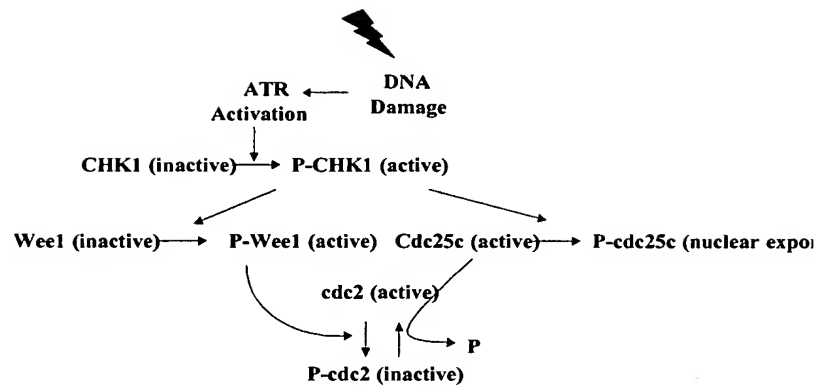 DNA
Damage
ATR
Activation
CHK1 (inactive)
P-CHK1 (active)
Wee1 (inactive)
P-Wee1 (active)
Cdc25c (active)
P-cdc25c (nuclear expor
cdc2 (active)
P
P-cdc2 (inactive)